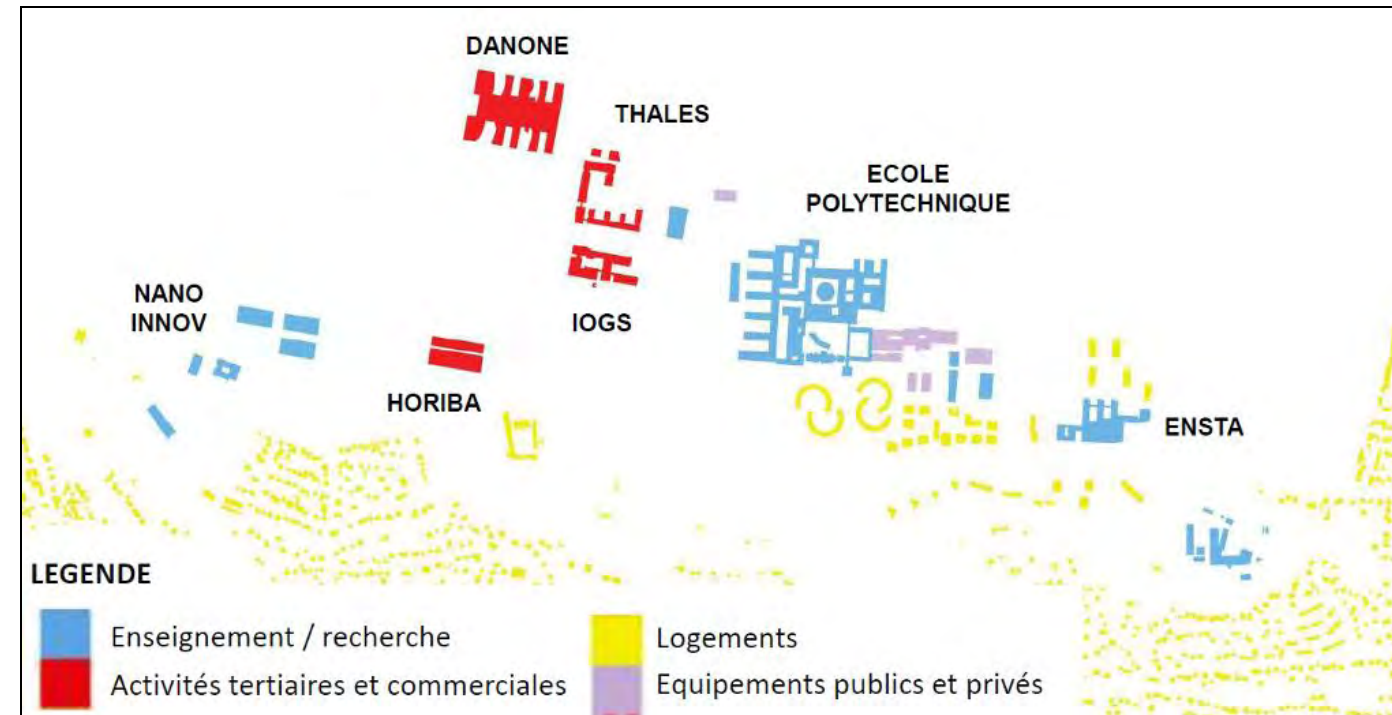 DANONE
THALES
ECOLE
POLYTECHNIQUE
NANO
INNOV
IOGS
HORIBA
ENSTA
LEGENDE
Enseignement / recherche
Logements
Activités tertiaires et commerciales
Equipements publics et privés